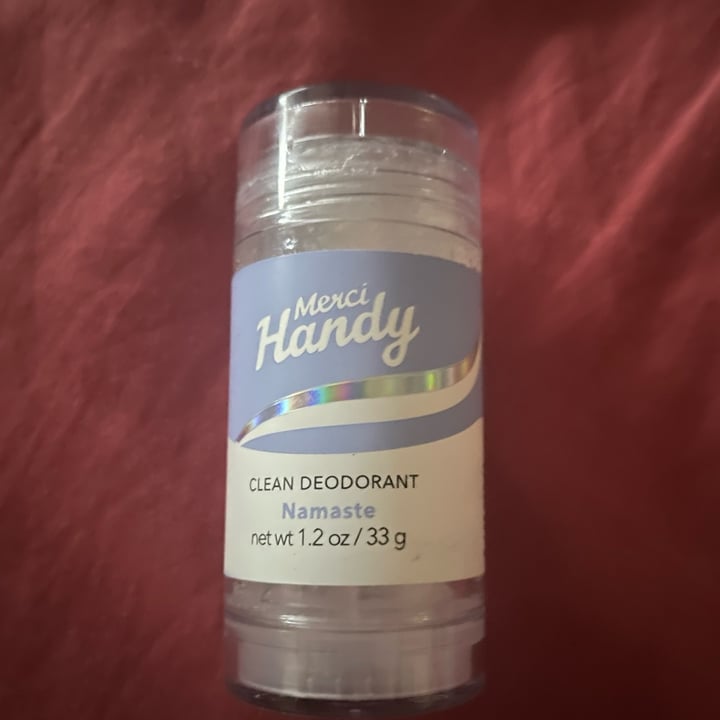 Merci
Handy
CLEAN DEODORANT
Namaste
net wt 1.2 oz / 33 g